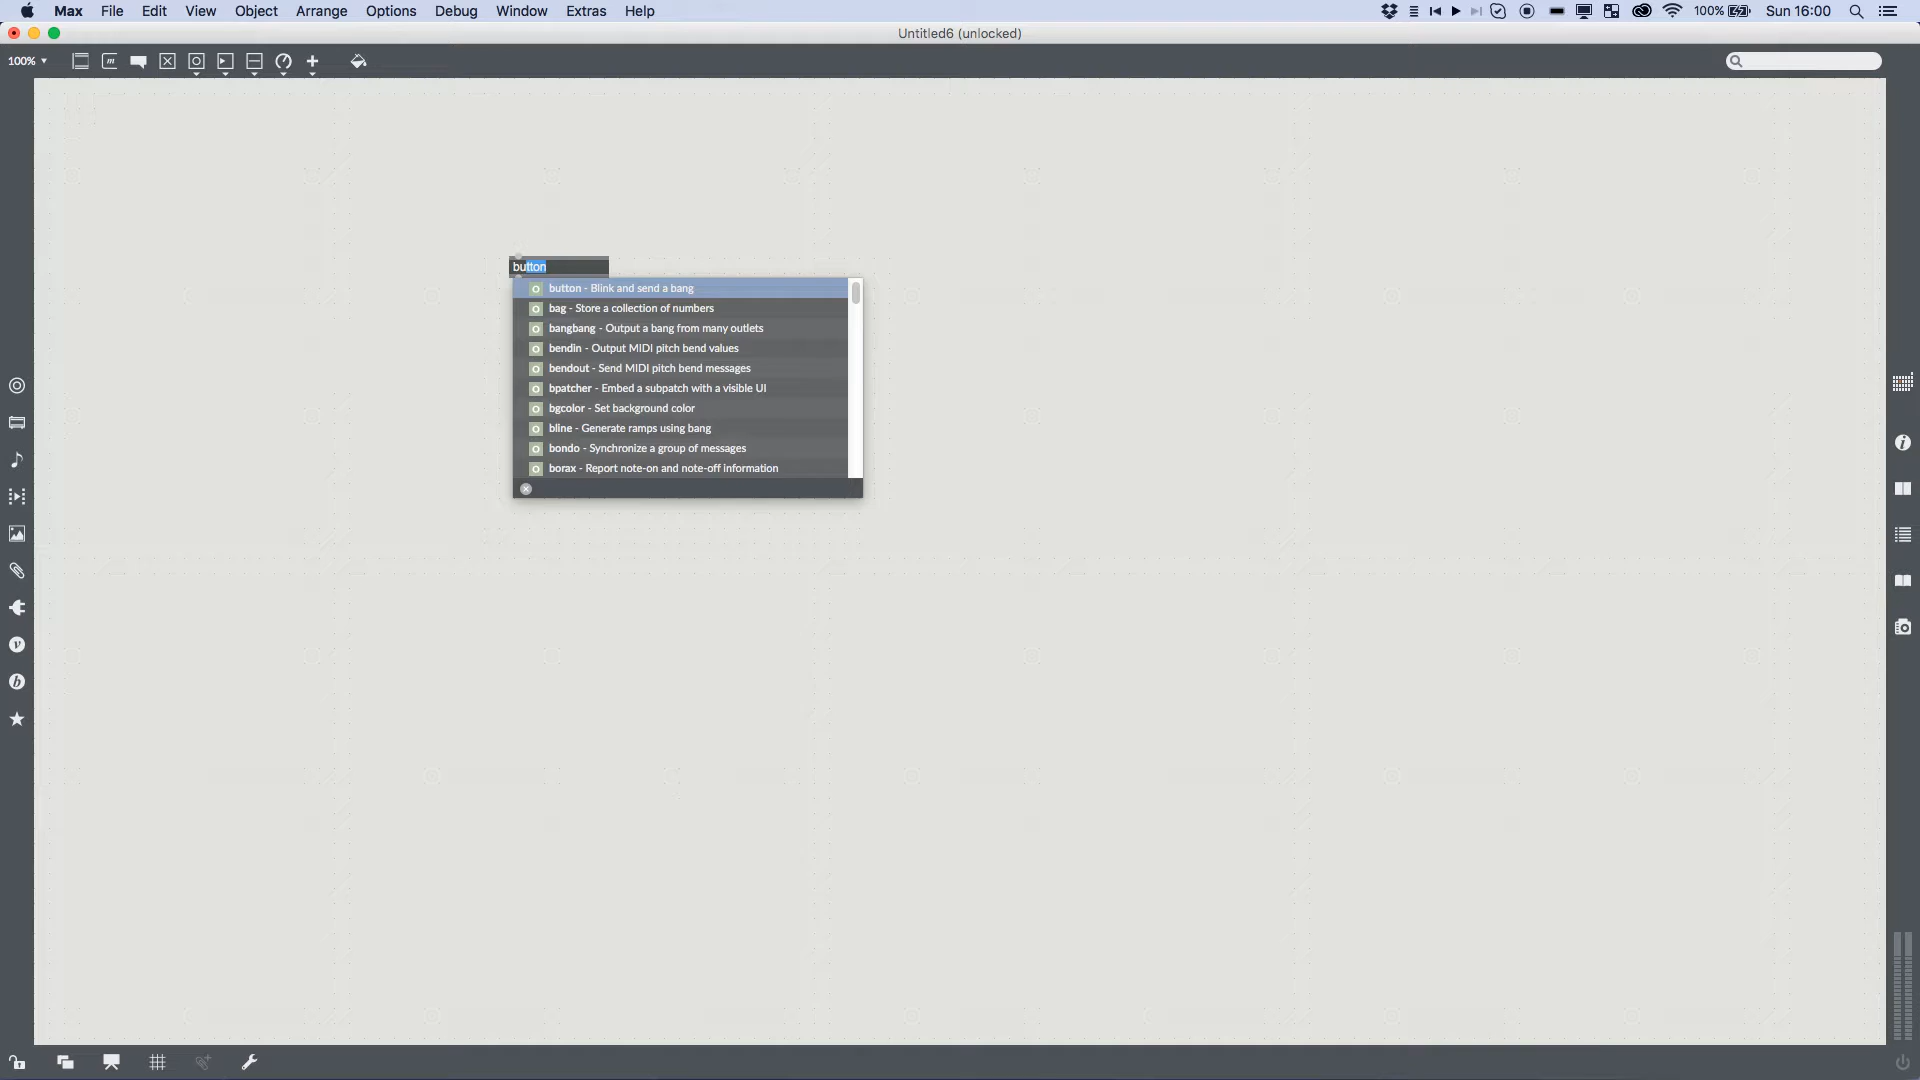 Max File Edit View Object Arrange Options Debug Window Extras Help 100% Sun 16:00
Untitled6 (unlocked)
100%
button
button - Blink and send a bang
bag - Store a collection of numbers
bangbang - Output a bang from many outlets
bendin - Output MIDI pitch bend values
bendout - Send MIDI pitch bend messages
bpatcher - Embed a subpatch with a visible UI
bgcolor - Set background color
bline - Generate ramps using bang
bondo - Synchronize a group of messages
borax - Report note-on and note-off information